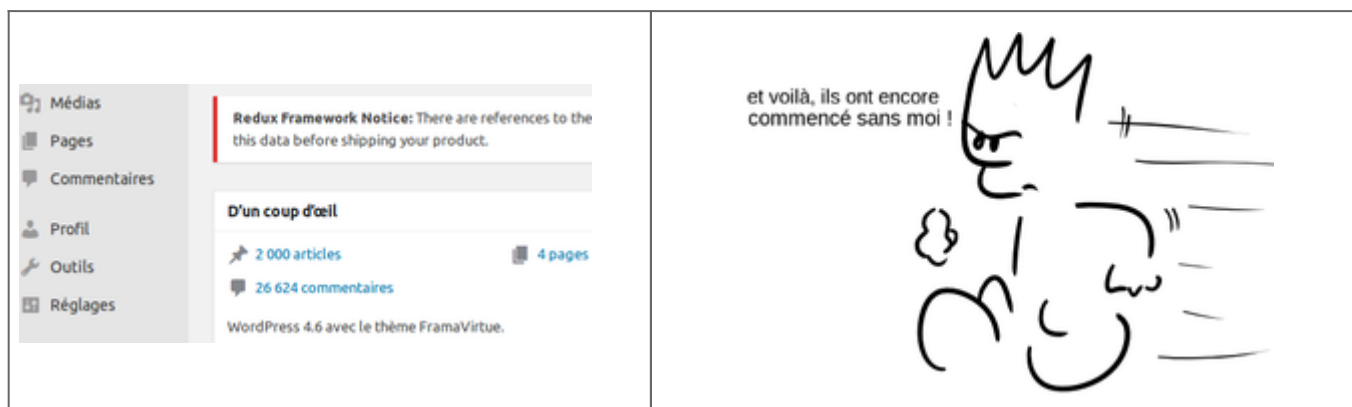 Médias
Pages
Commentaires
Profil
Outils
Réglages
Redux Framework Notice: There are references to the
this data before shipping your product.
D'un coup d'œil
2 000 articles
4 pages
26 624 commentaires
WordPress 4.6 avec le thème FramaVirtue.
et voilà, ils ont encore
commencé sans moi !